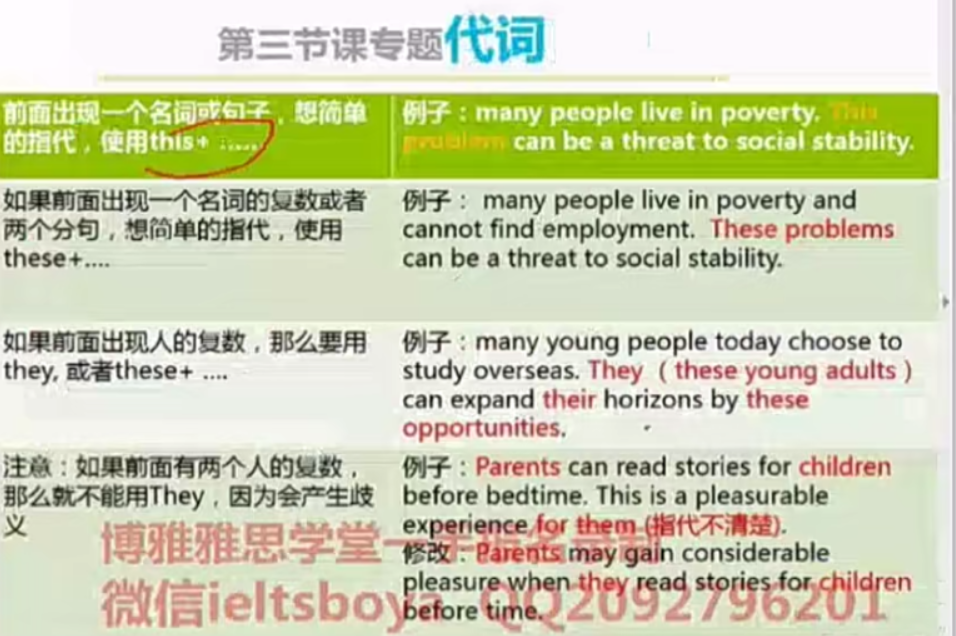 第三节课专题代词
前面出现一个名词或句子，想简单
的指代，使用this+ .....
例子：many people live in poverty. This
problem can be a threat to social stability.
如果前面出现一个名词的复数或者
两个分句，想简单的指代，使用
these+....
例子： many people live in poverty and
cannot find employment. These problems
can be a threat to social stability.
如果前面出现人的复数，那么要用
they, 或者these+ ....
例子：many young people today choose to
study overseas. They （these young adults）
can expand their horizons by these
opportunities.
注意：如果前面有两个人的复数，
那么就不能用They，因为会产生歧
义
例子：Parents can read stories for children
before bedtime. This is a pleasurable
experience for them (指代不清楚).
修改：Parents may gain considerable
pleasure when they read stories for children
before time.
博雅雅思学堂一手
微信ieltsboya QQ2092796201